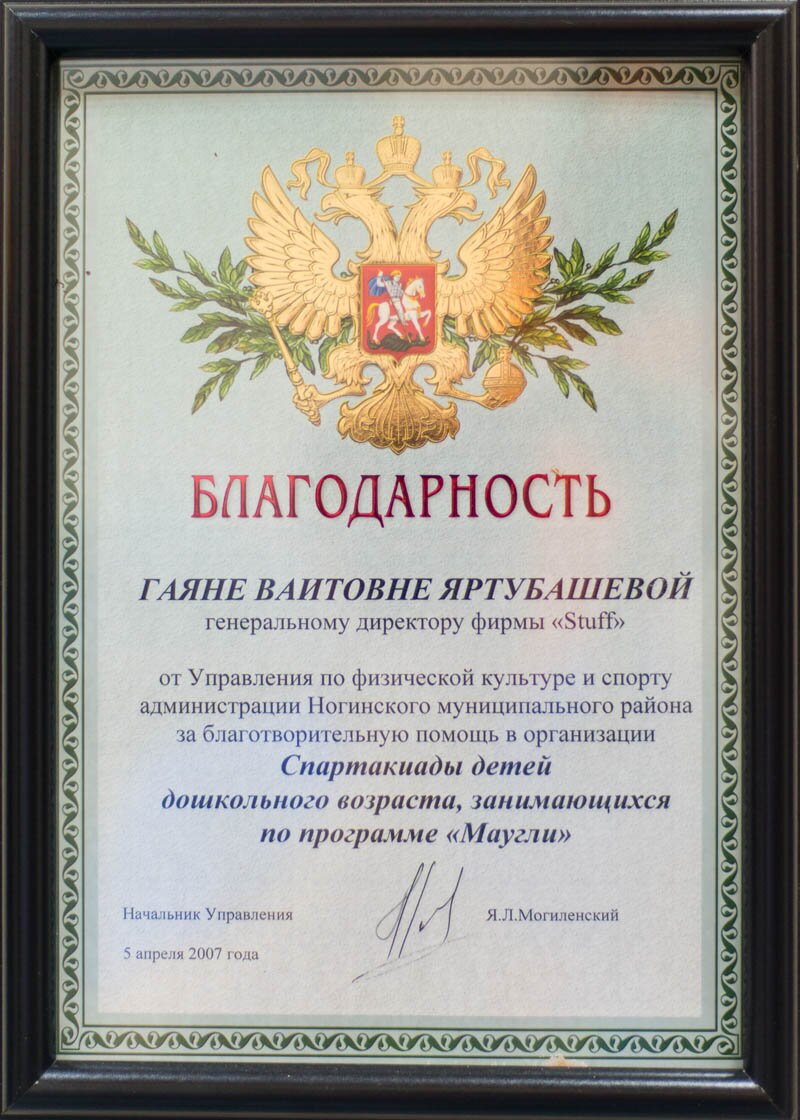 БЛАГОДАРНОСТЬ
ГАЯНЕ ВАИТОВНЕ ЯРТУБАШЕВОЙ
генеральному директору фирмы «Stuff»
от Управления по физической культуре и спорту
администрации Ногинского муниципального района
за благотворительную помощь в организации
Спартакиады детей
дошкольного возраста, занимающихся
по программе «Маугли»
Начальник Управления Я.Л.Могиленский
5 апреля 2007 года